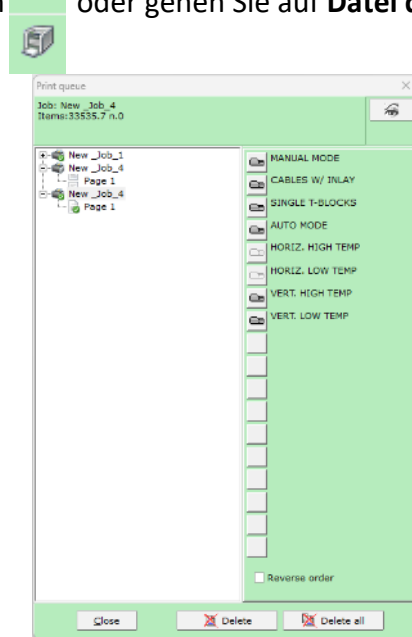 oder gehen Sie auf Datei
Print queue
Job: New _Job_4
Items:33535.7 n.0
New _Job_1
New _Job_4
Page 1
New _Job_4
Page 1
MANUAL MODE
CABLES W/ INLAY
SINGLE T-BLOCKS
AUTO MODE
HORIZ. HIGH TEMP
HORIZ. LOW TEMP
VERT. HIGH TEMP
VERT. LOW TEMP
Reverse order
Close
Delete
Delete all